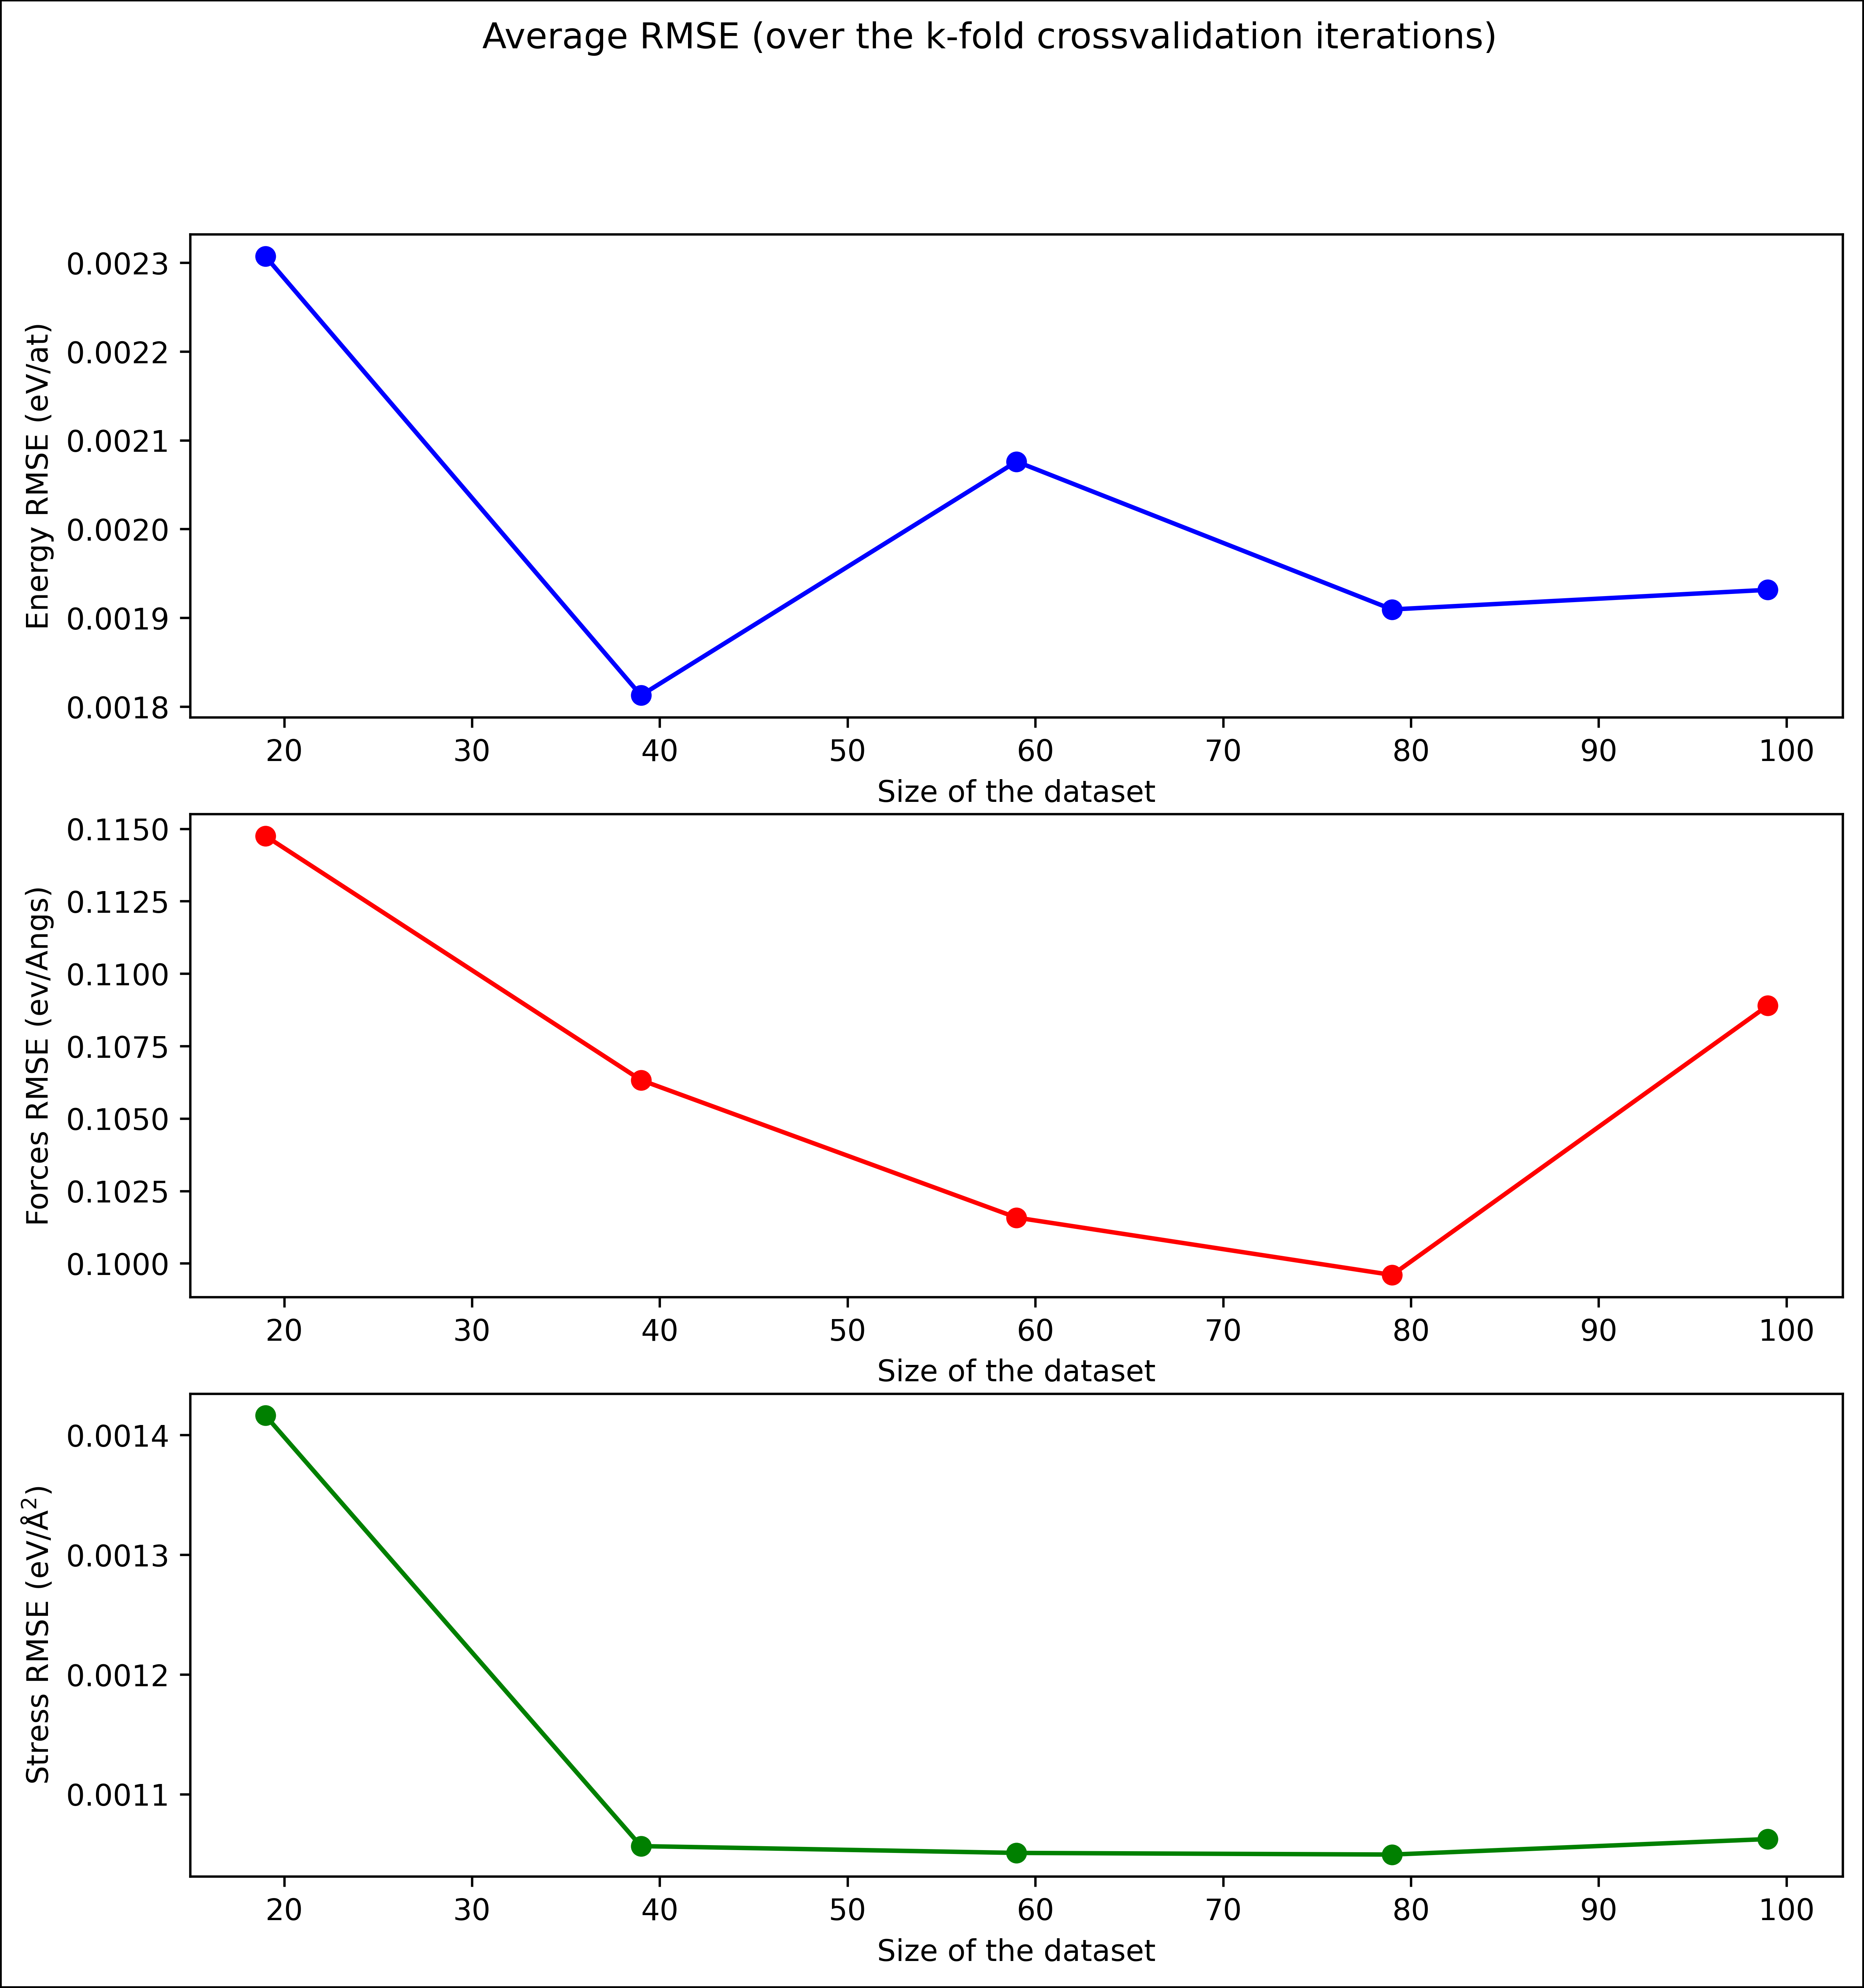 Average RMSE (over the k-fold crossvalidation iterations)
Energy RMSE (eV/at)
0.0023
0.0022
0.0021
0.0020
0.0019
0.0018
20 30 40 50 60 70 80 90 100
Size of the dataset
Forces RMSE (ev/Angs)
0.1150
0.1125
0.1100
0.1075
0.1050
0.1025
0.1000
20 30 40 50 60 70 80 90 100
Size of the dataset
Stress RMSE (eV/Å²)
0.0014
0.0013
0.0012
0.0011
20 30 40 50 60 70 80 90 100
Size of the dataset